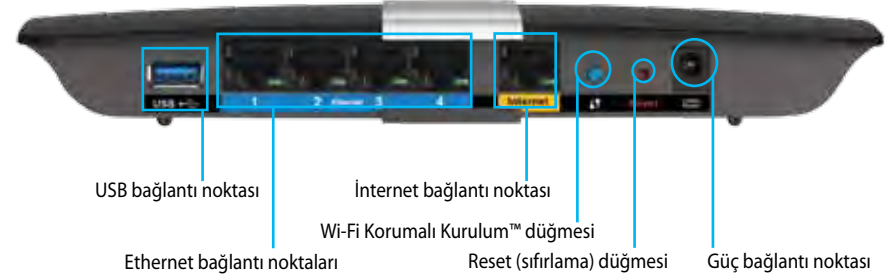 USB
1 2 Ethernet 3 4
Internet
Reset
USB bağlantı noktası
İnternet bağlantı noktası
Wi-Fi Korumalı Kurulum™ düğmesi
Ethernet bağlantı noktaları
Reset (sıfırlama) düğmesi
Güç bağlantı noktası